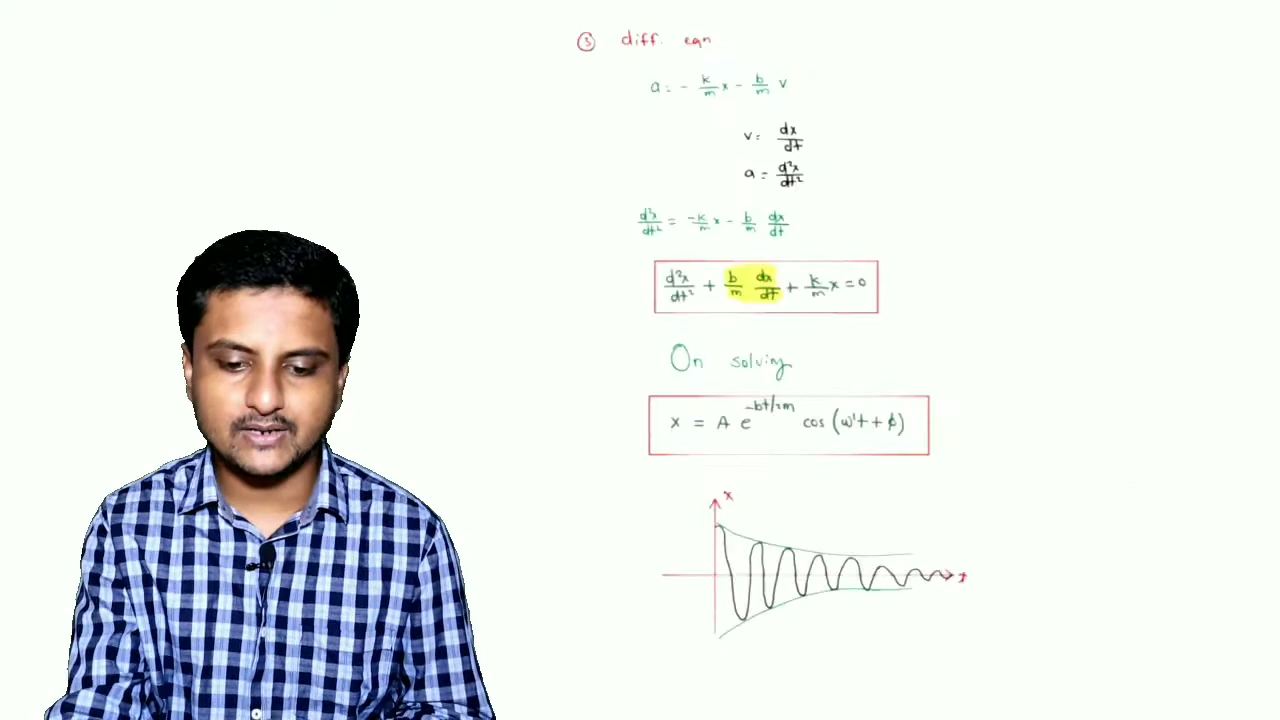 ③ diff. eqn
a = - k/m x - b/m v
v = dx/dt
a = d²x/dt²
d²x/dt² = -k/m x - b/m dx/dt
d²x/dt² + b/m dx/dt + k/m x = 0
On solving
x = A e^-bt/2m cos (ω't + φ)
x
t